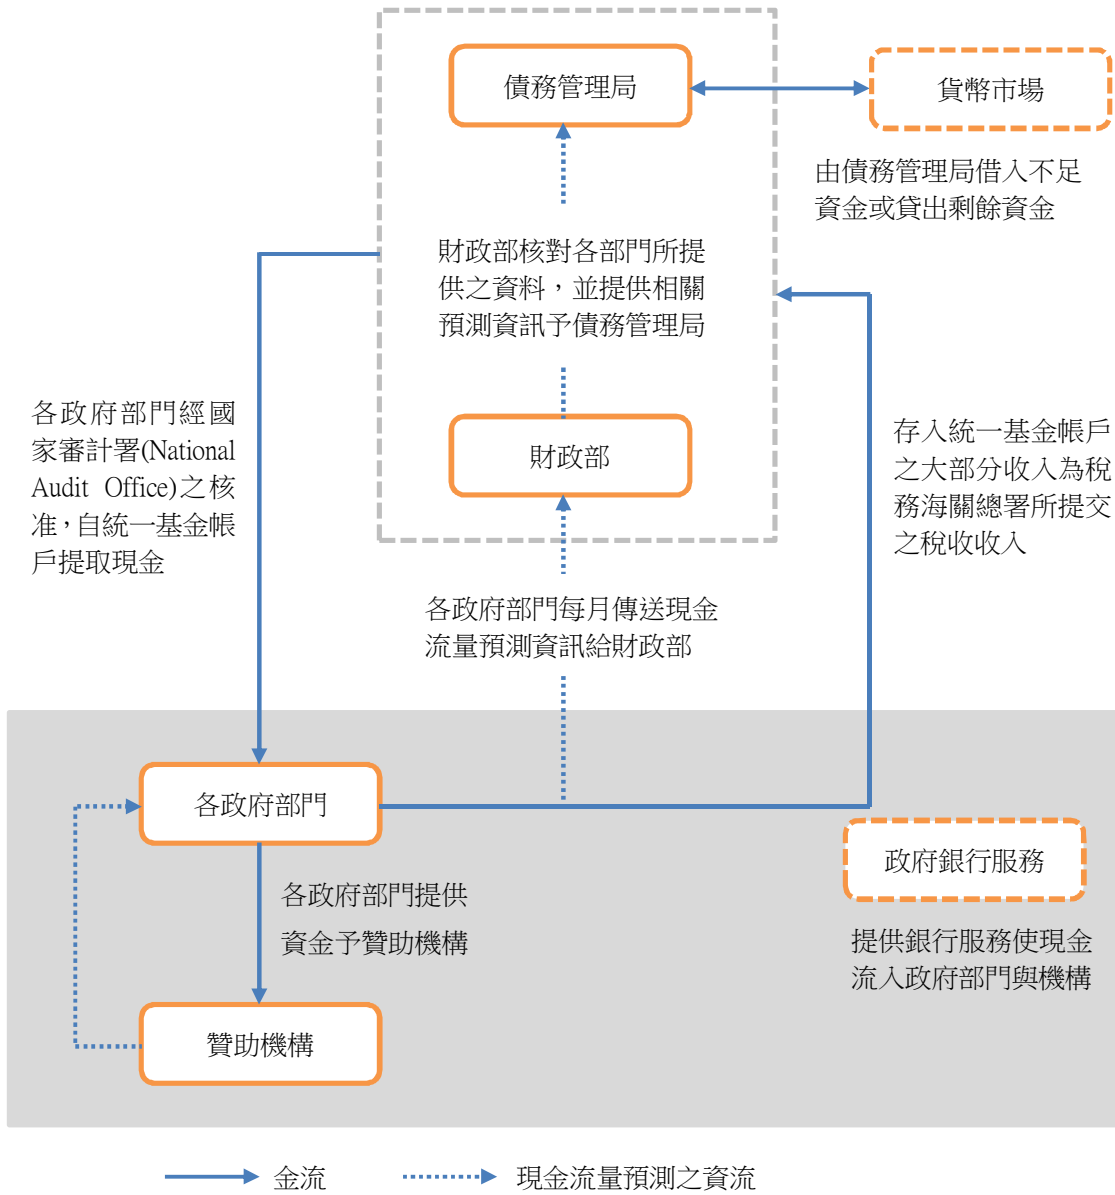 債務管理局
貨幣市場
由債務管理局借入不足
資金或貸出剩餘資金
財政部核對各部門所提
供之資料，並提供相關
預測資訊予債務管理局
各政府部門經國
家審計署(National
Audit Office)之核
准，自統一基金帳
戶提取現金
財政部
存入統一基金帳戶
之大部分收入為稅
務海關總署所提交
之稅收收入
各政府部門每月傳送現金
流量預測資訊給財政部
各政府部門
政府銀行服務
各政府部門提供
資金予贊助機構
提供銀行服務使現金
流入政府部門與機構
贊助機構
金流
現金流量預測之資流